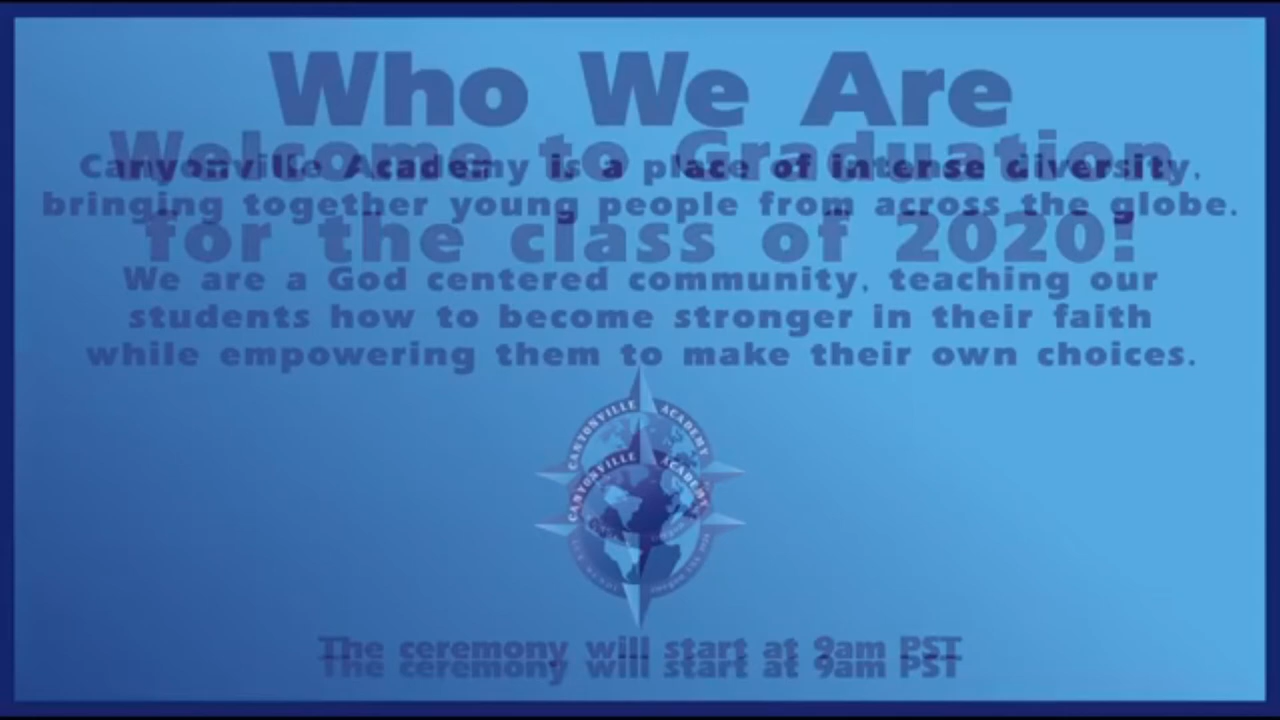 Who We Are
Welcome to Graduation
Canyonville Academy is a place of intense diversity,
bringing together young people from across the globe.
for the class of 2020!
We are a God centered community, teaching our
students how to become stronger in their faith
while empowering them to make their own choices.
CANYONVILLE ACADEMY
CANYONVILLE ACADEMY
The ceremony will start at 9am PST
The ceremony will start at 9am PST